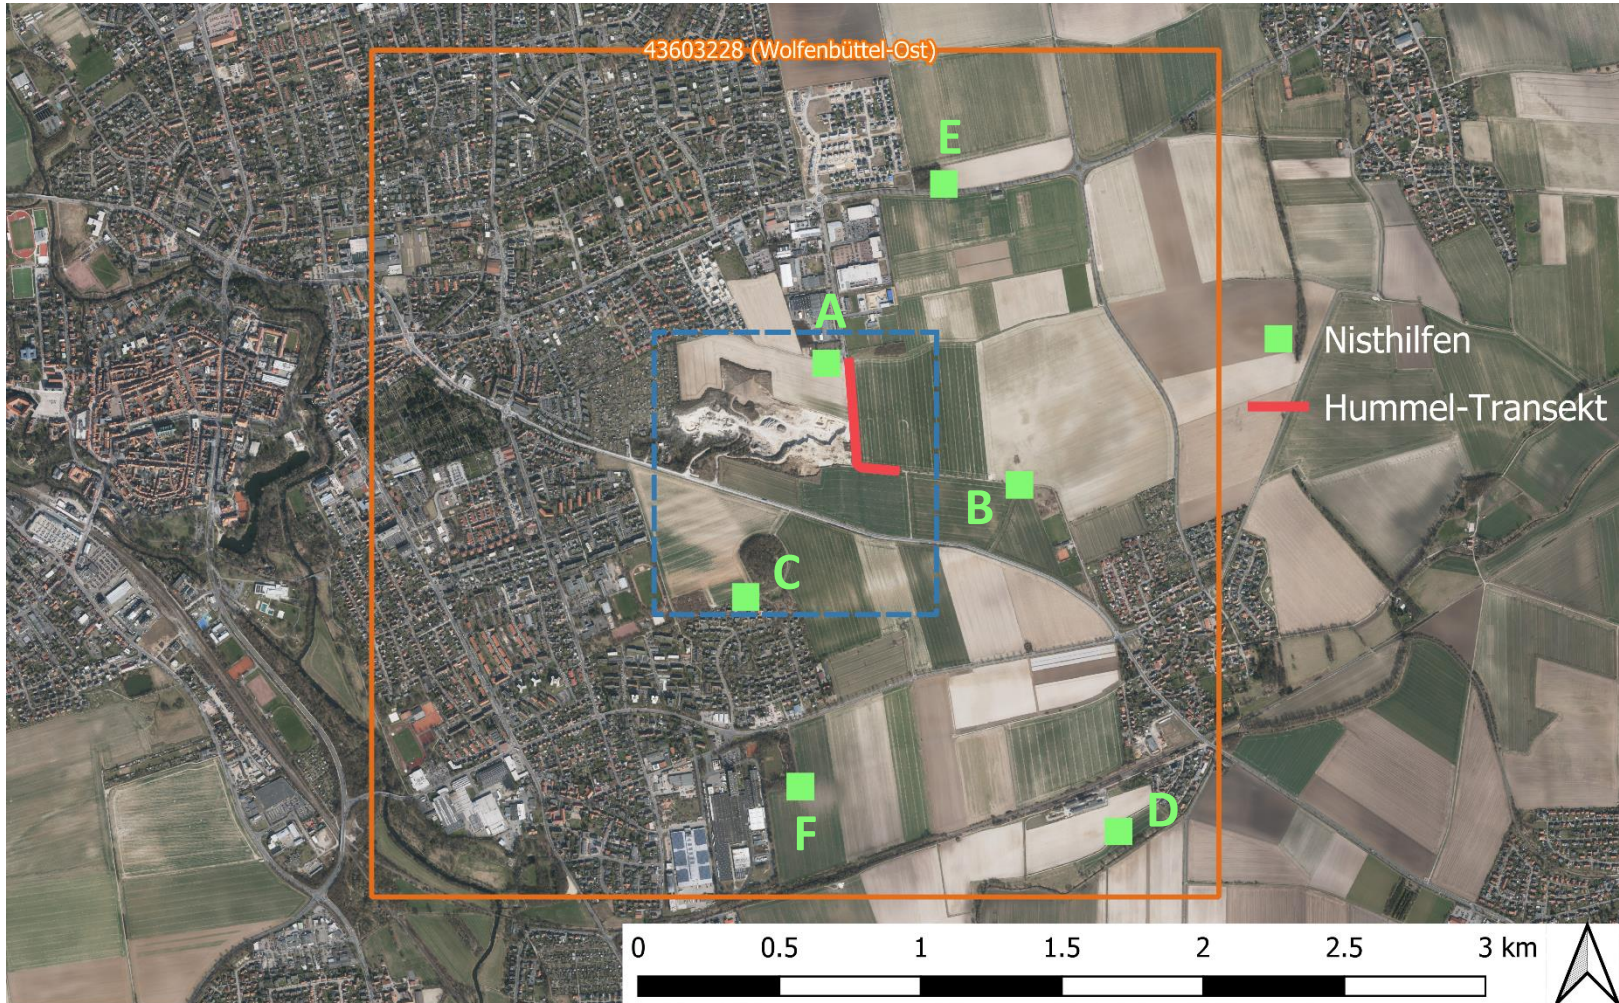 43603228 (Wolfenbüttel-Ost)
E
A
Nisthilfen
Hummel-Transekt
B
C
D
F
0 0.5 1 1.5 2 2.5 3 km